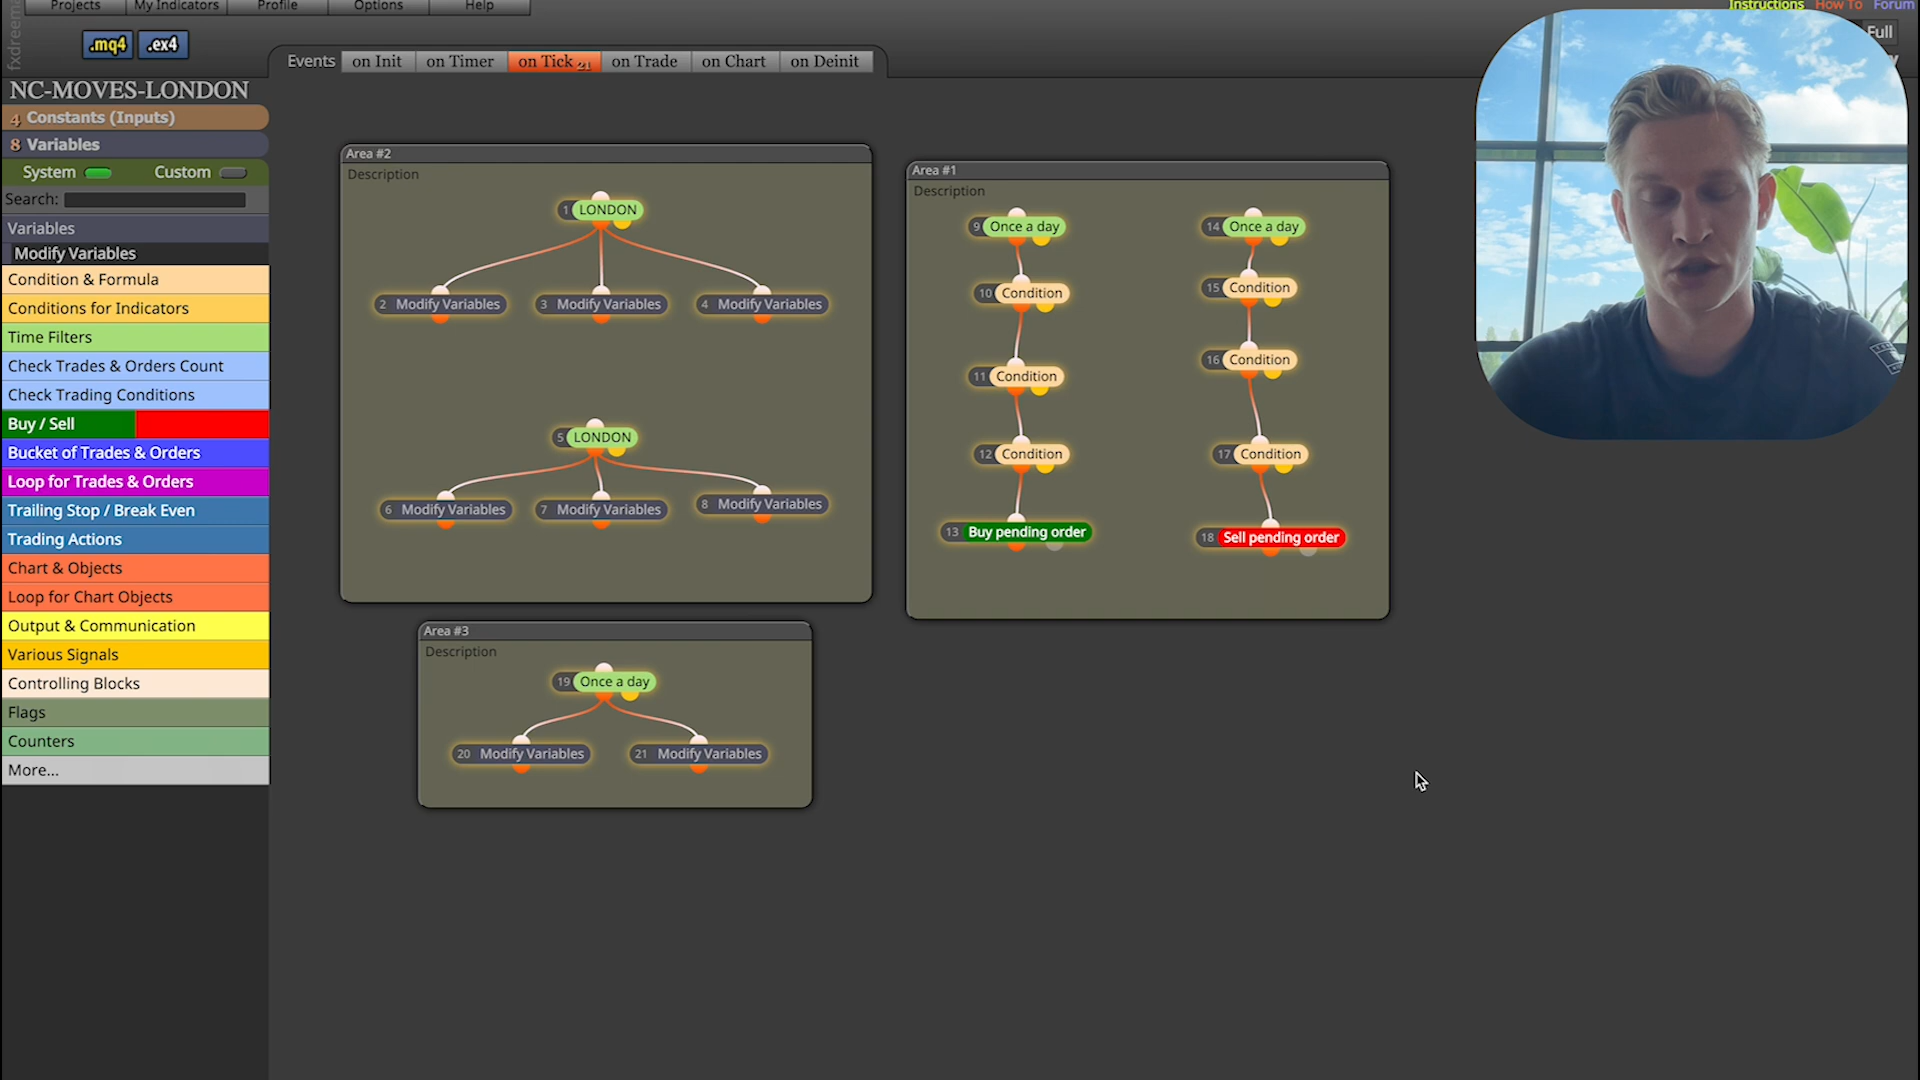 Projects
My Indicators
Profile
Options
Help
Instructions
How To
Forum
.mq4
.ex4
Full
Events
on Init
on Timer
on Tick 21
on Trade
on Chart
on Deinit
NC-MOVES-LONDON
4 Constants (Inputs)
8 Variables
System
Custom
Search:
Variables
Modify Variables
Condition & Formula
Conditions for Indicators
Time Filters
Check Trades & Orders Count
Check Trading Conditions
Buy / Sell
Bucket of Trades & Orders
Loop for Trades & Orders
Trailing Stop / Break Even
Trading Actions
Chart & Objects
Loop for Chart Objects
Output & Communication
Various Signals
Controlling Blocks
Flags
Counters
More...
Area #2
Description
1 LONDON
2 Modify Variables
3 Modify Variables
4 Modify Variables
5 LONDON
6 Modify Variables
7 Modify Variables
8 Modify Variables
Area #1
Description
9 Once a day
14 Once a day
10 Condition
15 Condition
11 Condition
16 Condition
12 Condition
17 Condition
13 Buy pending order
18 Sell pending order
Area #3
Description
19 Once a day
20 Modify Variables
21 Modify Variables